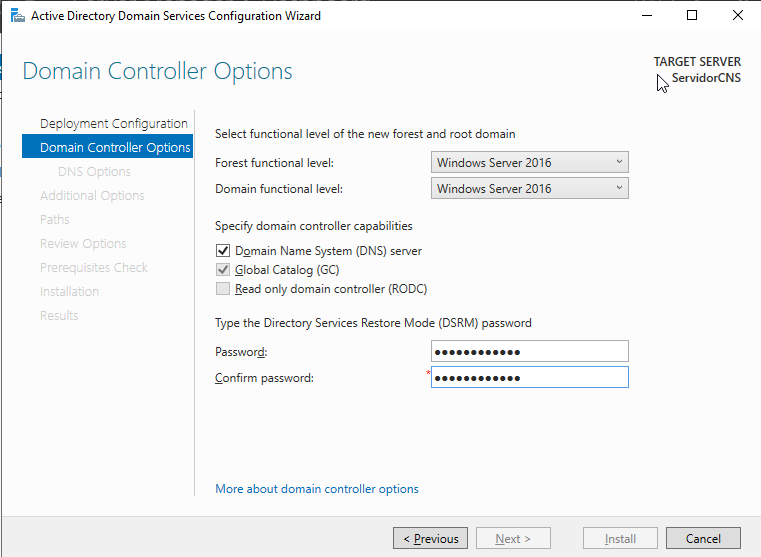 Active Directory Domain Services Configuration Wizard
Domain Controller Options
TARGET SERVER
ServidorCNS
Deployment Configuration
Domain Controller Options
DNS Options
Additional Options
Paths
Review Options
Prerequisites Check
Installation
Results
Select functional level of the new forest and root domain
Forest functional level: Windows Server 2016
Domain functional level: Windows Server 2016
Specify domain controller capabilities
Domain Name System (DNS) server
Global Catalog (GC)
Read only domain controller (RODC)
Type the Directory Services Restore Mode (DSRM) password
Password: ●●●●●●●●●●●●
Confirm password: * ●●●●●●●●●●●●
More about domain controller options
< Previous Next > Install Cancel